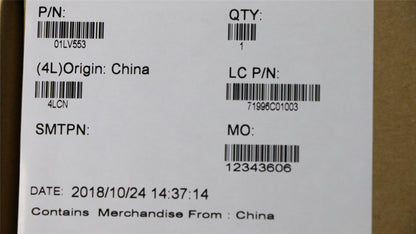 P/N:
QTY:
01LV553
1
(4L)Origin: China
LC P/N:
4LCN
71996C01003
SMTPN:
MO:
12343606
DATE: 2018/10/24 14:37:14
Contains Merchandise From : China